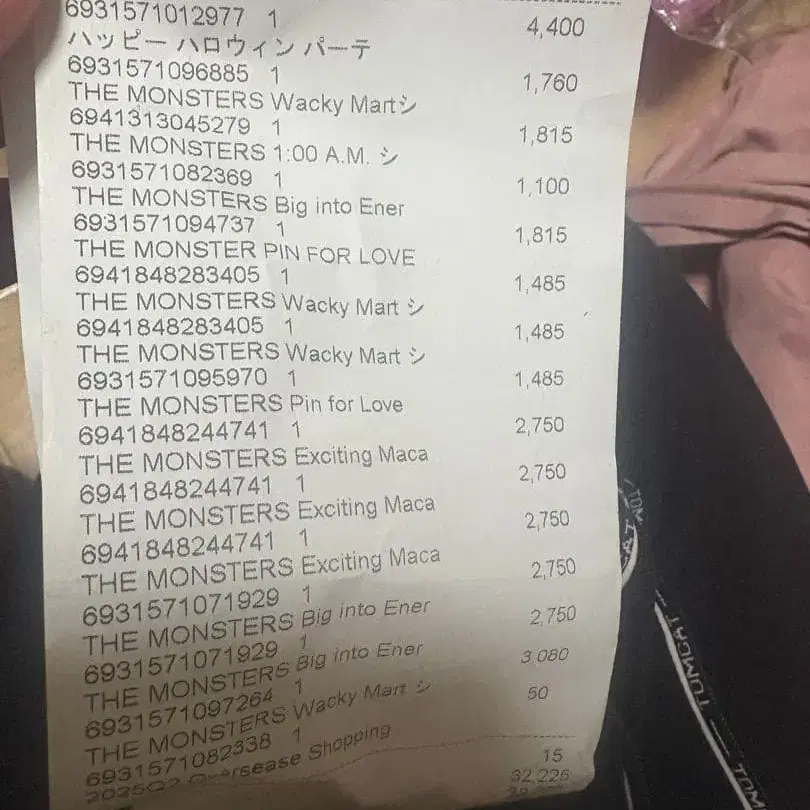 6931571012977 1 4,400
ハッピー ハロウィン パーテ
6931571096885 1 1,760
THE MONSTERS Wacky Martシ
6941313045279 1 1,815
THE MONSTERS 1:00 A.M. シ
6931571082369 1 1,100
THE MONSTERS Big into Ener
6931571094737 1 1,815
THE MONSTER PIN FOR LOVE
6941848283405 1 1,485
THE MONSTERS Wacky Mart シ
6941848283405 1 1,485
THE MONSTERS Wacky Mart シ
6931571095970 1 1,485
THE MONSTERS Pin for Love
6941848244741 1 2,750
THE MONSTERS Exciting Maca
6941848244741 1 2,750
THE MONSTERS Exciting Maca
6941848244741 1 2,750
THE MONSTERS Exciting Maca
6931571071929 1 2,750
THE MONSTERS Big into Ener
6931571071929 1 2,750
THE MONSTERS Big into Ener
6931571097264 1 3,080
THE MONSTERS Wacky Mart シ
6931571082338 1 50
Oversease Shopping
15
32,225
TUMCAT